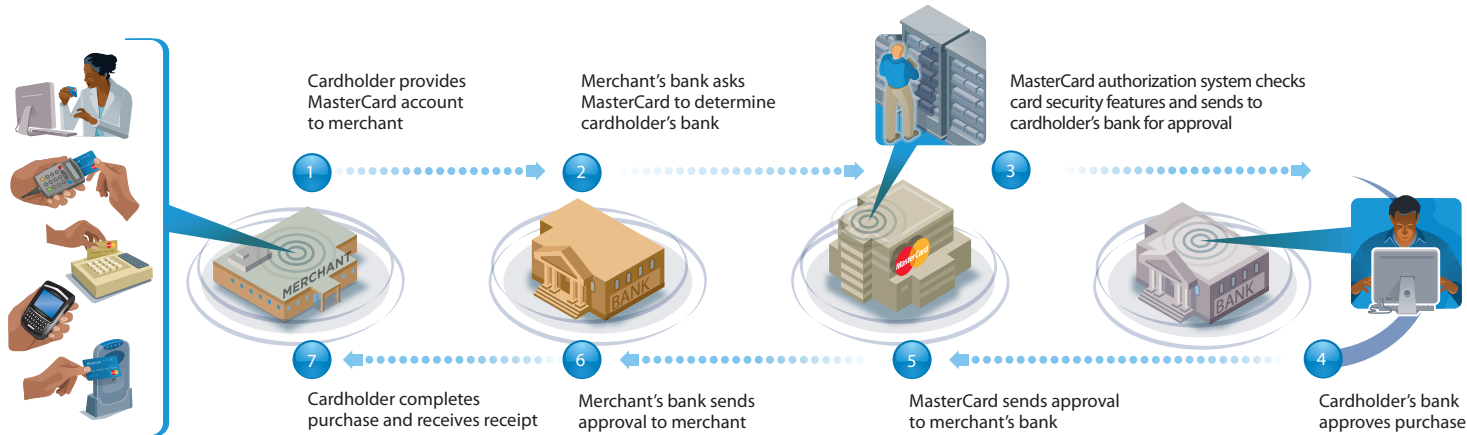 Cardholder provides
MasterCard account
to merchant
1
Merchant's bank asks
MasterCard to determine
cardholder's bank
2
MasterCard authorization system checks
card security features and sends to
cardholder's bank for approval
3
MERCHANT
BANK
MasterCard
BANK
7
Cardholder completes
purchase and receives receipt
6
Merchant's bank sends
approval to merchant
5
MasterCard sends approval
to merchant's bank
4
Cardholder's bank
approves purchase